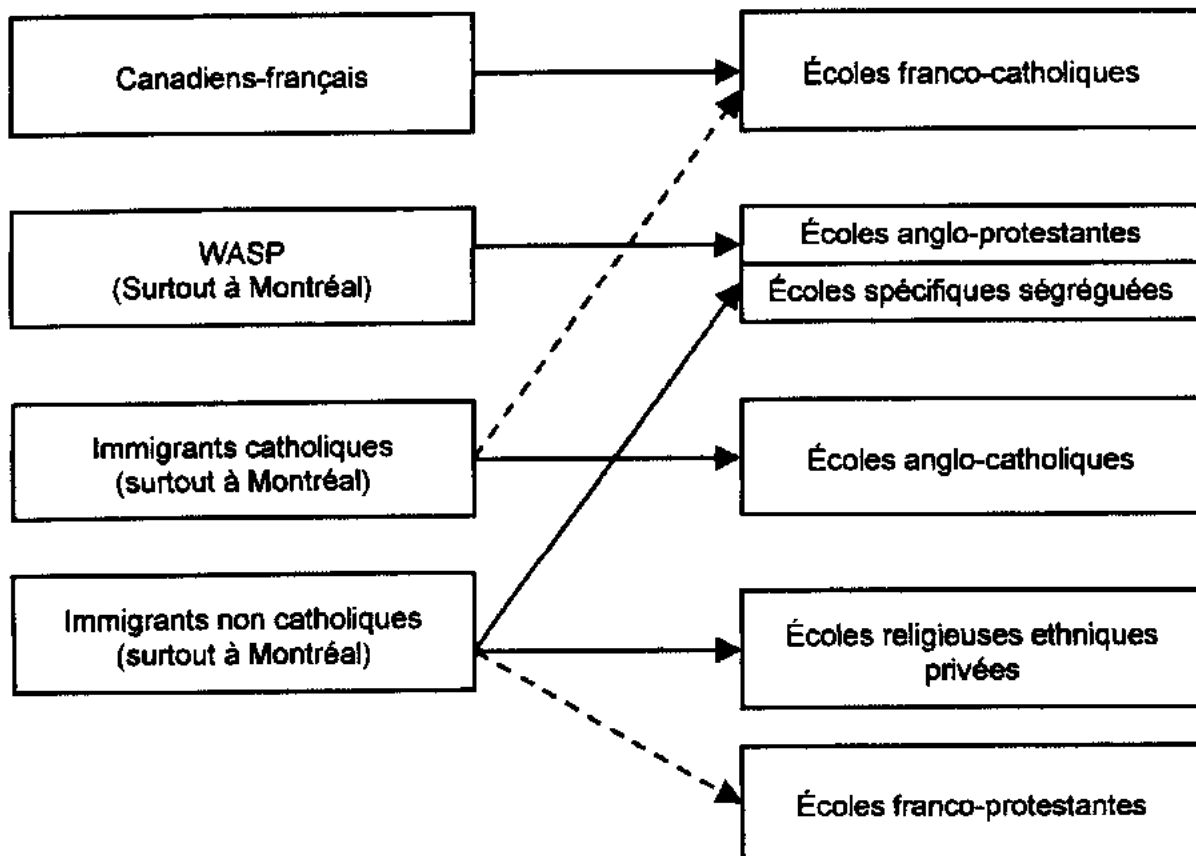 Canadiens-français
Écoles franco-catholiques
WASP
(Surtout à Montréal)
Écoles anglo-protestantes
Écoles spécifiques ségréguées
Immigrants catholiques
(surtout à Montréal)
Écoles anglo-catholiques
Immigrants non catholiques
(surtout à Montréal)
Écoles religieuses ethniques
privées
Écoles franco-protestantes